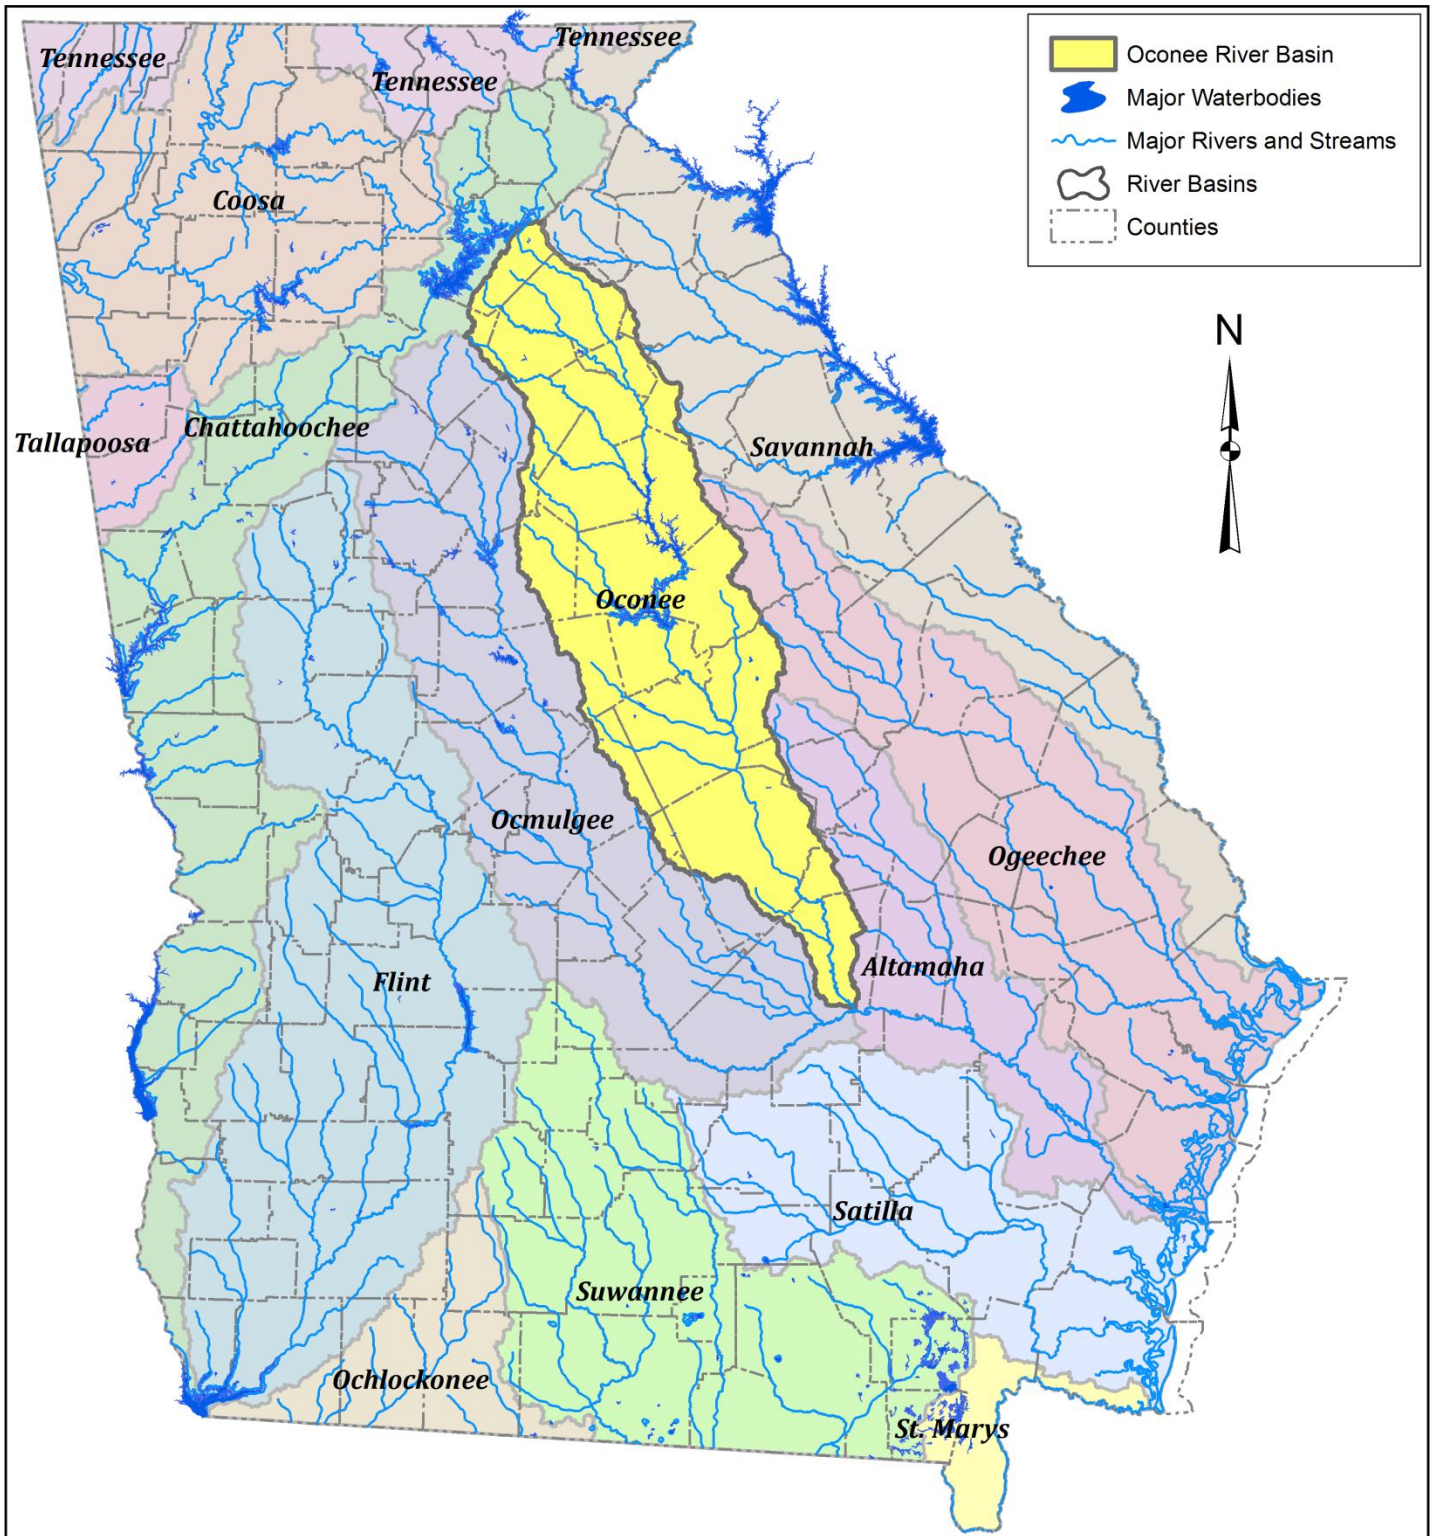 Tennessee
Tennessee
Tennessee
Oconee River Basin
Major Waterbodies
Major Rivers and Streams
River Basins
Counties
Coosa
N
Tallapoosa
Chattahoochee
Savannah
Oconee
Ocmulgee
Ogeechee
Flint
Altamaha
Satilla
Suwannee
Ochlockonee
St. Marys